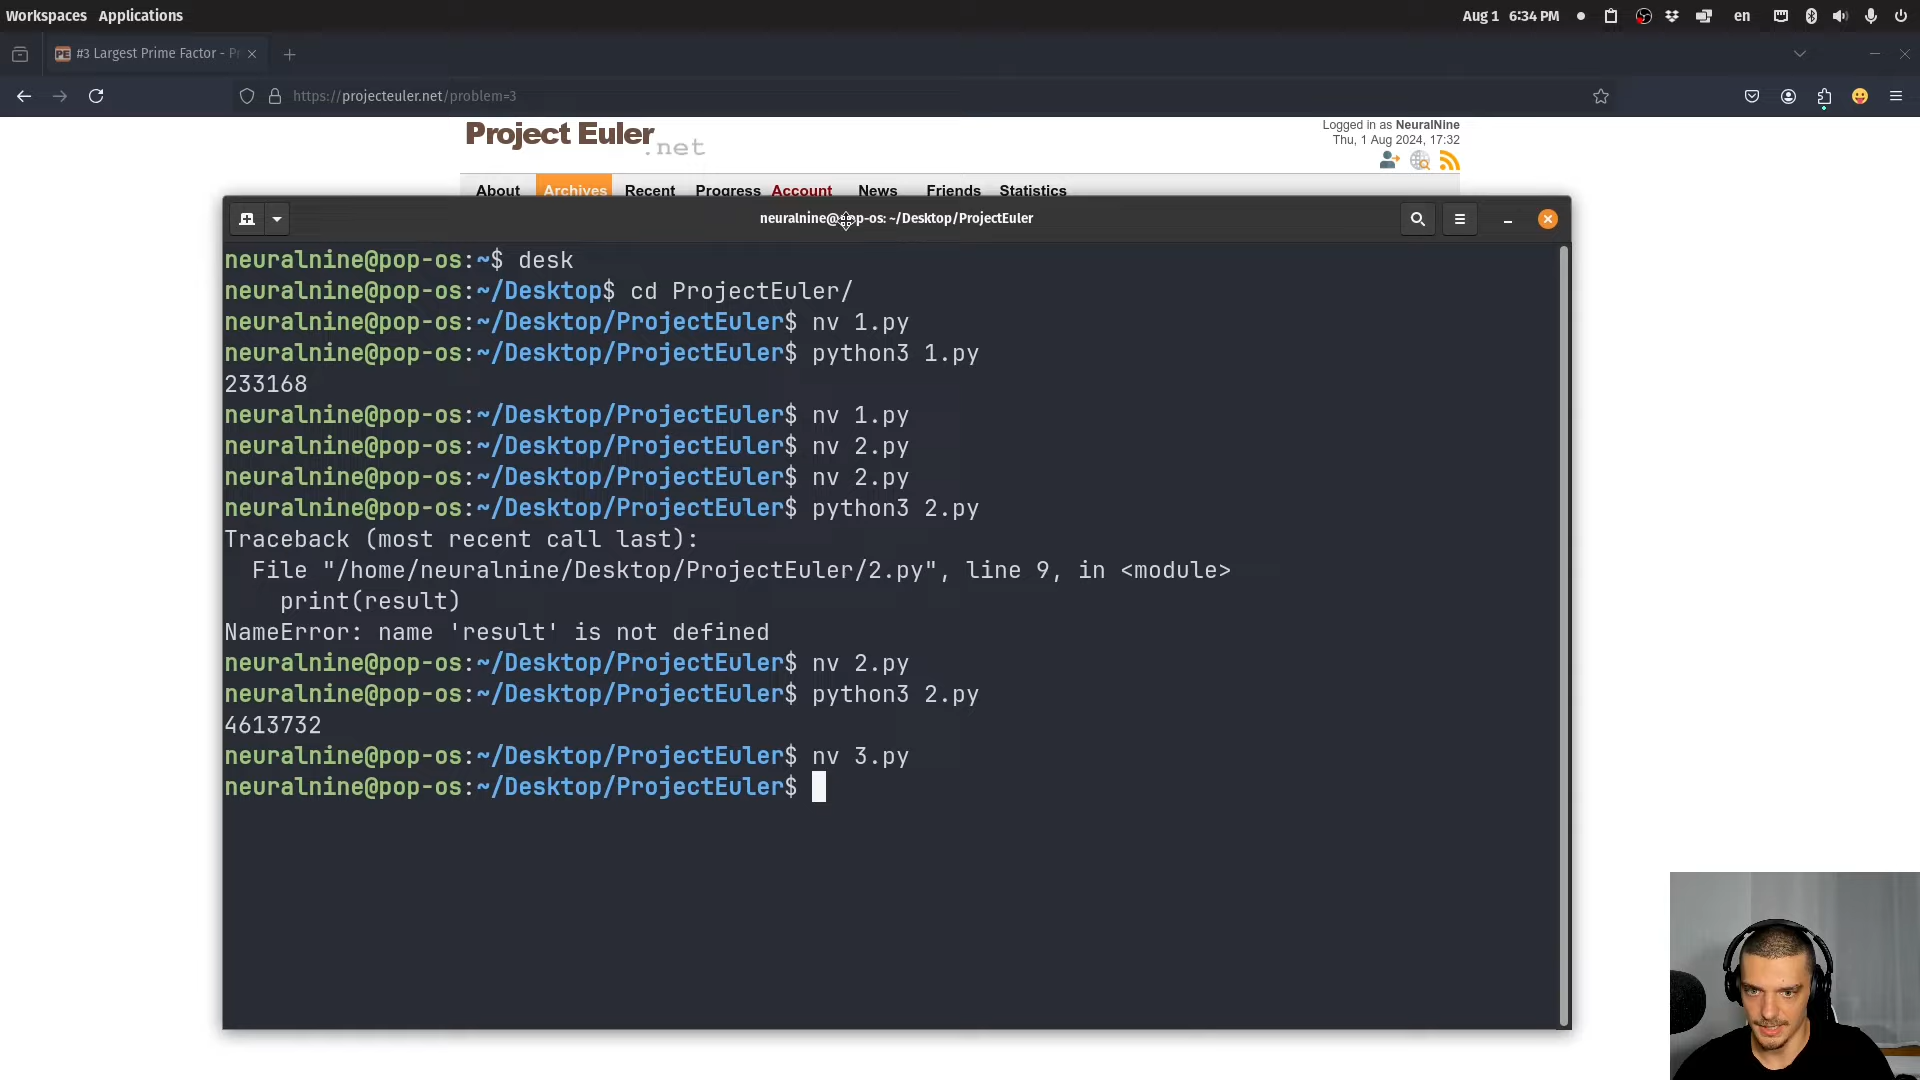 Workspaces Applications Aug 1 6:34 PM en
#3 Largest Prime Factor - P
https://projecteuler.net/problem=3
Project Euler .net
Logged in as NeuralNine
Thu, 1 Aug 2024, 17:32
About Archives Recent Progress Account News Friends Statistics
neuralnine@pop-os: ~/Desktop/ProjectEuler
neuralnine@pop-os:~$ desk
neuralnine@pop-os:~/Desktop$ cd ProjectEuler/
neuralnine@pop-os:~/Desktop/ProjectEuler$ nv 1.py
neuralnine@pop-os:~/Desktop/ProjectEuler$ python3 1.py
233168
neuralnine@pop-os:~/Desktop/ProjectEuler$ nv 1.py
neuralnine@pop-os:~/Desktop/ProjectEuler$ nv 2.py
neuralnine@pop-os:~/Desktop/ProjectEuler$ nv 2.py
neuralnine@pop-os:~/Desktop/ProjectEuler$ python3 2.py
Traceback (most recent call last):
  File "/home/neuralnine/Desktop/ProjectEuler/2.py", line 9, in <module>
    print(result)
NameError: name 'result' is not defined
neuralnine@pop-os:~/Desktop/ProjectEuler$ nv 2.py
neuralnine@pop-os:~/Desktop/ProjectEuler$ python3 2.py
4613732
neuralnine@pop-os:~/Desktop/ProjectEuler$ nv 3.py
neuralnine@pop-os:~/Desktop/ProjectEuler$